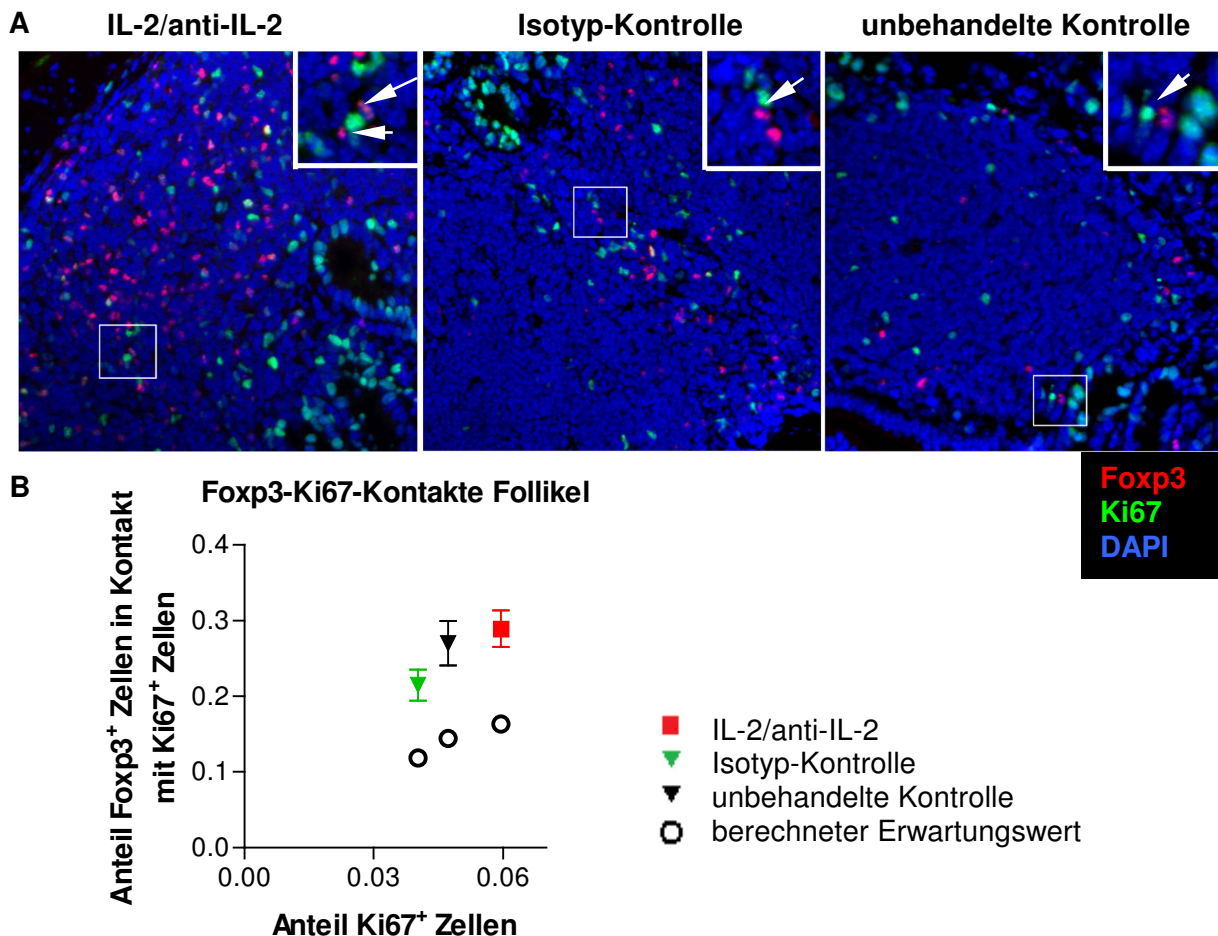 A
IL-2/anti-IL-2
Isotyp-Kontrolle
unbehandelte Kontrolle
Foxp3
Ki67
DAPI
B
Foxp3-Ki67-Kontakte Follikel
Anteil Foxp3+ Zellen in Kontakt
mit Ki67+ Zellen
0.4
0.3
0.2
0.1
0.0
0.00
0.03
0.06
Anteil Ki67+ Zellen
IL-2/anti-IL-2
Isotyp-Kontrolle
unbehandelte Kontrolle
berechneter Erwartungswert